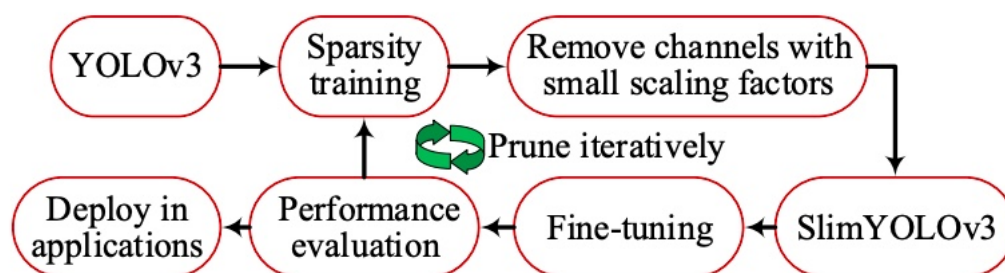 YOLOv3
Sparsity
training
Remove channels with
small scaling factors
Prune iteratively
Deploy in
applications
Performance
evaluation
Fine-tuning
SlimYOLOv3